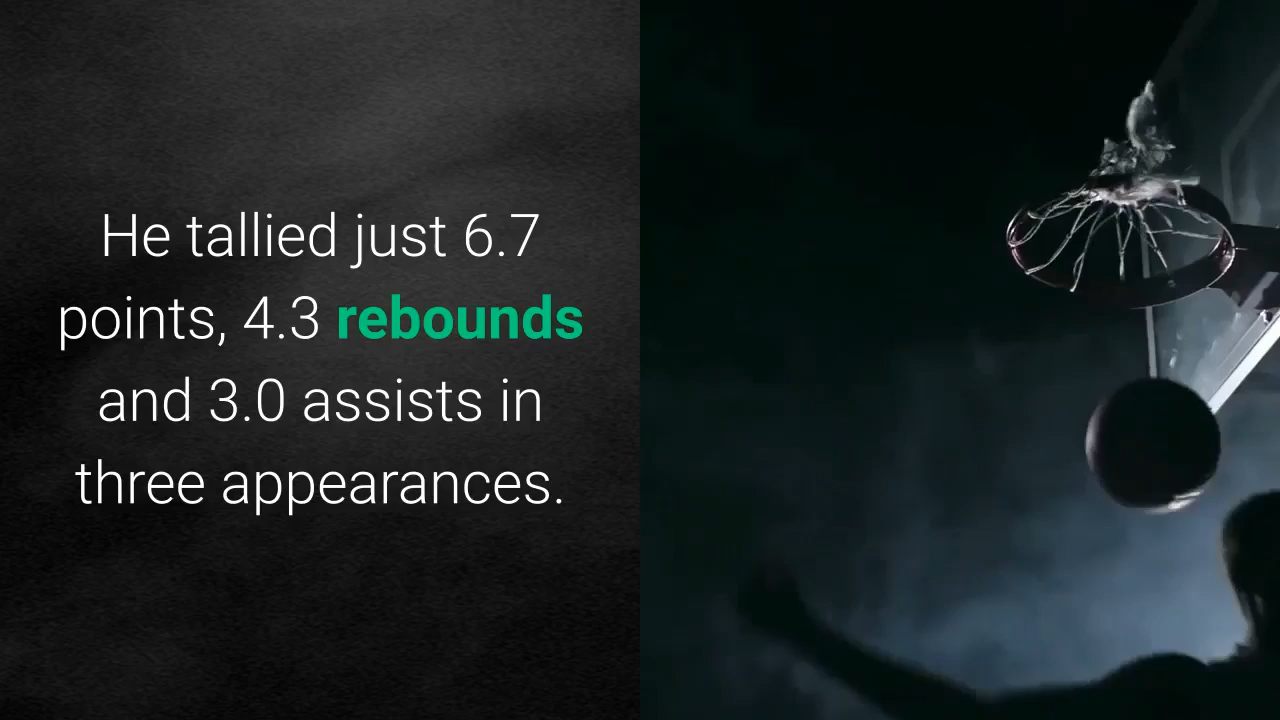 He tallied just 6.7
points, 4.3 rebounds
and 3.0 assists in
three appearances.